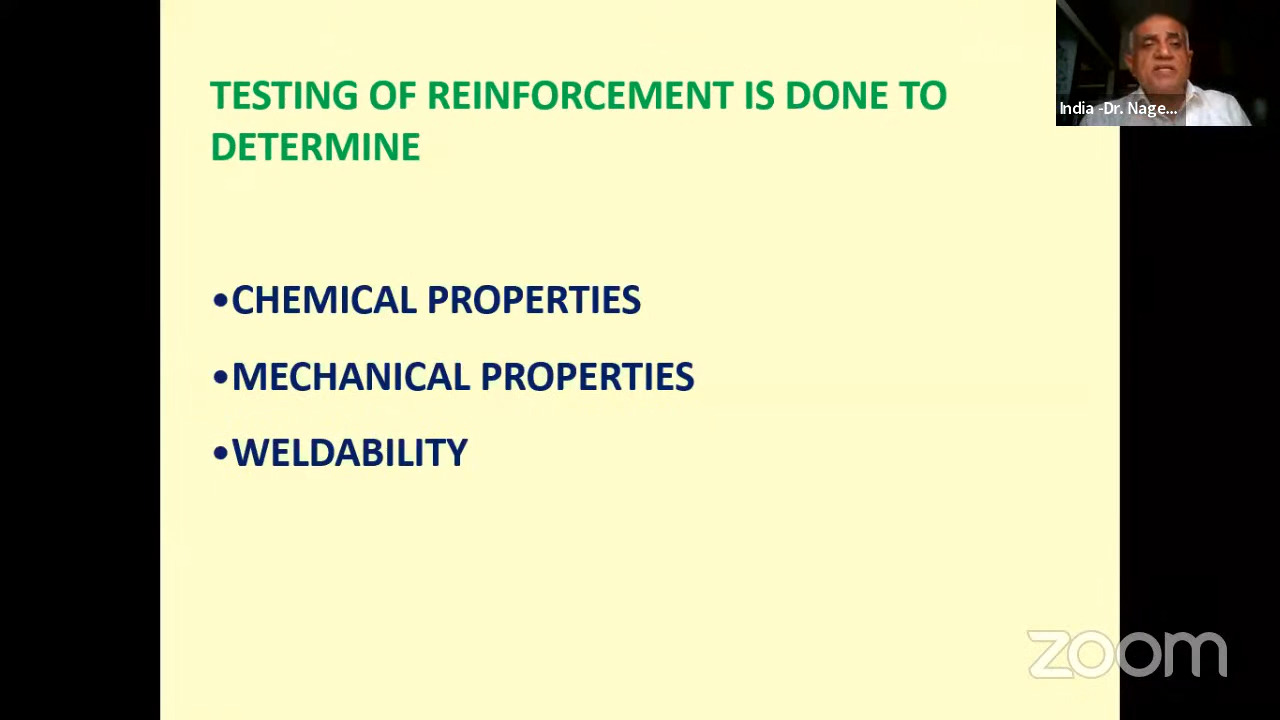 TESTING OF REINFORCEMENT IS DONE TO
DETERMINE
•CHEMICAL PROPERTIES
•MECHANICAL PROPERTIES
•WELDABILITY
India -Dr. Nage...
zoom